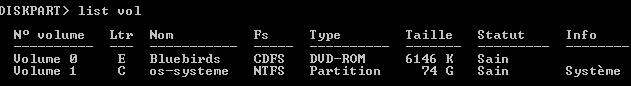 DISKPART> list vol
N° volume Ltr Nom Fs Type Taille Statut Info
---------- --- ----------- ----- ---------- ------- --------- --------
Volume 0 E Bluebirds CDFS DVD-ROM 6146 K Sain
Volume 1 C os-systeme NTFS Partition 74 G Sain Système